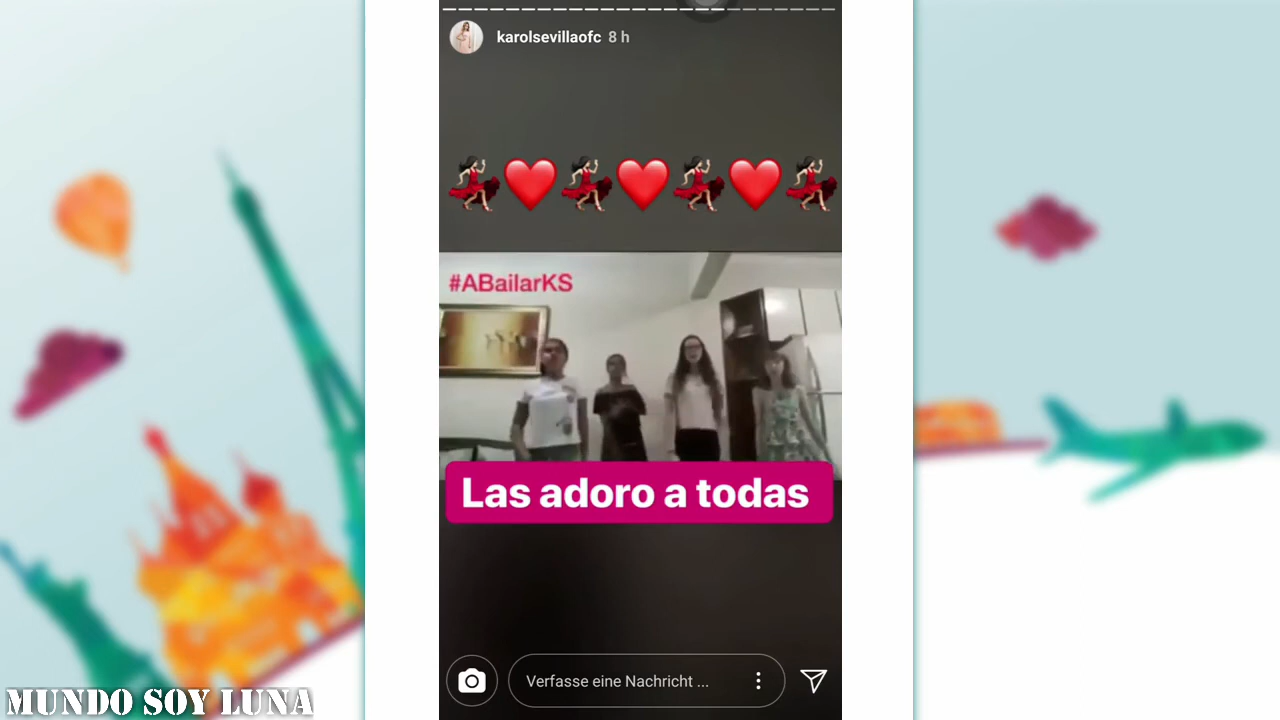 karolsevillaofc 8 h
#ABailarKS
Las adoro a todas
Verfasse eine Nachricht ...
MUNDO SOY LUNA